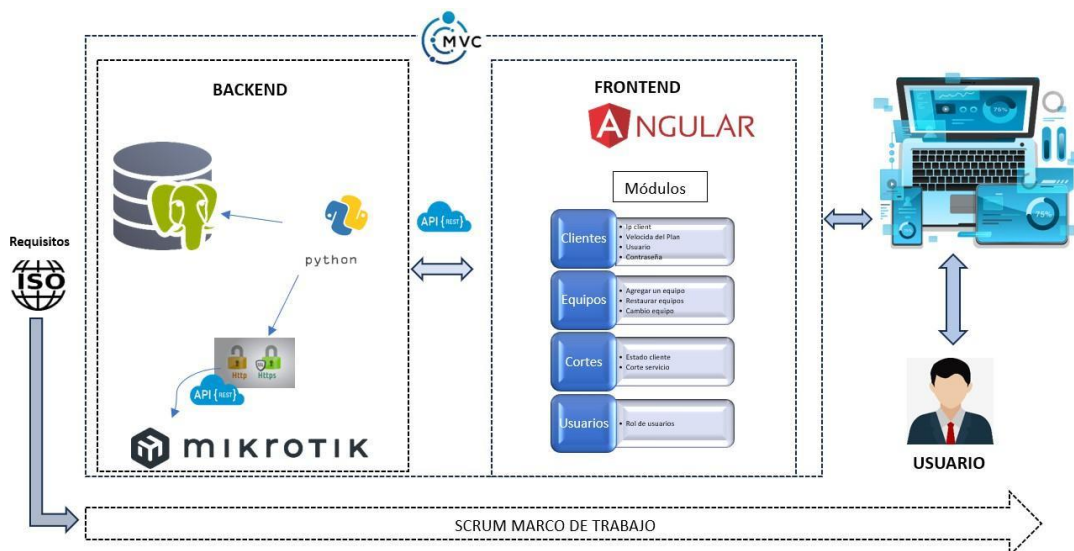 MVC
BACKEND
FRONTEND
ANGULAR
Módulos
Requisitos
ISO
python
API {REST}
Http
Https
API {REST}
mikrotik
Clientes
• Ip client
• Velocida del Plan
• Usuario
• Contraseña
Equipos
• Agregar un equipo
• Restaurar equipos
• Cambio equipo
Cortes
• Estado cliente
• Corte servicio
Usuarios
• Rol de usuarios
75%
75%
USUARIO
SCRUM MARCO DE TRABAJO